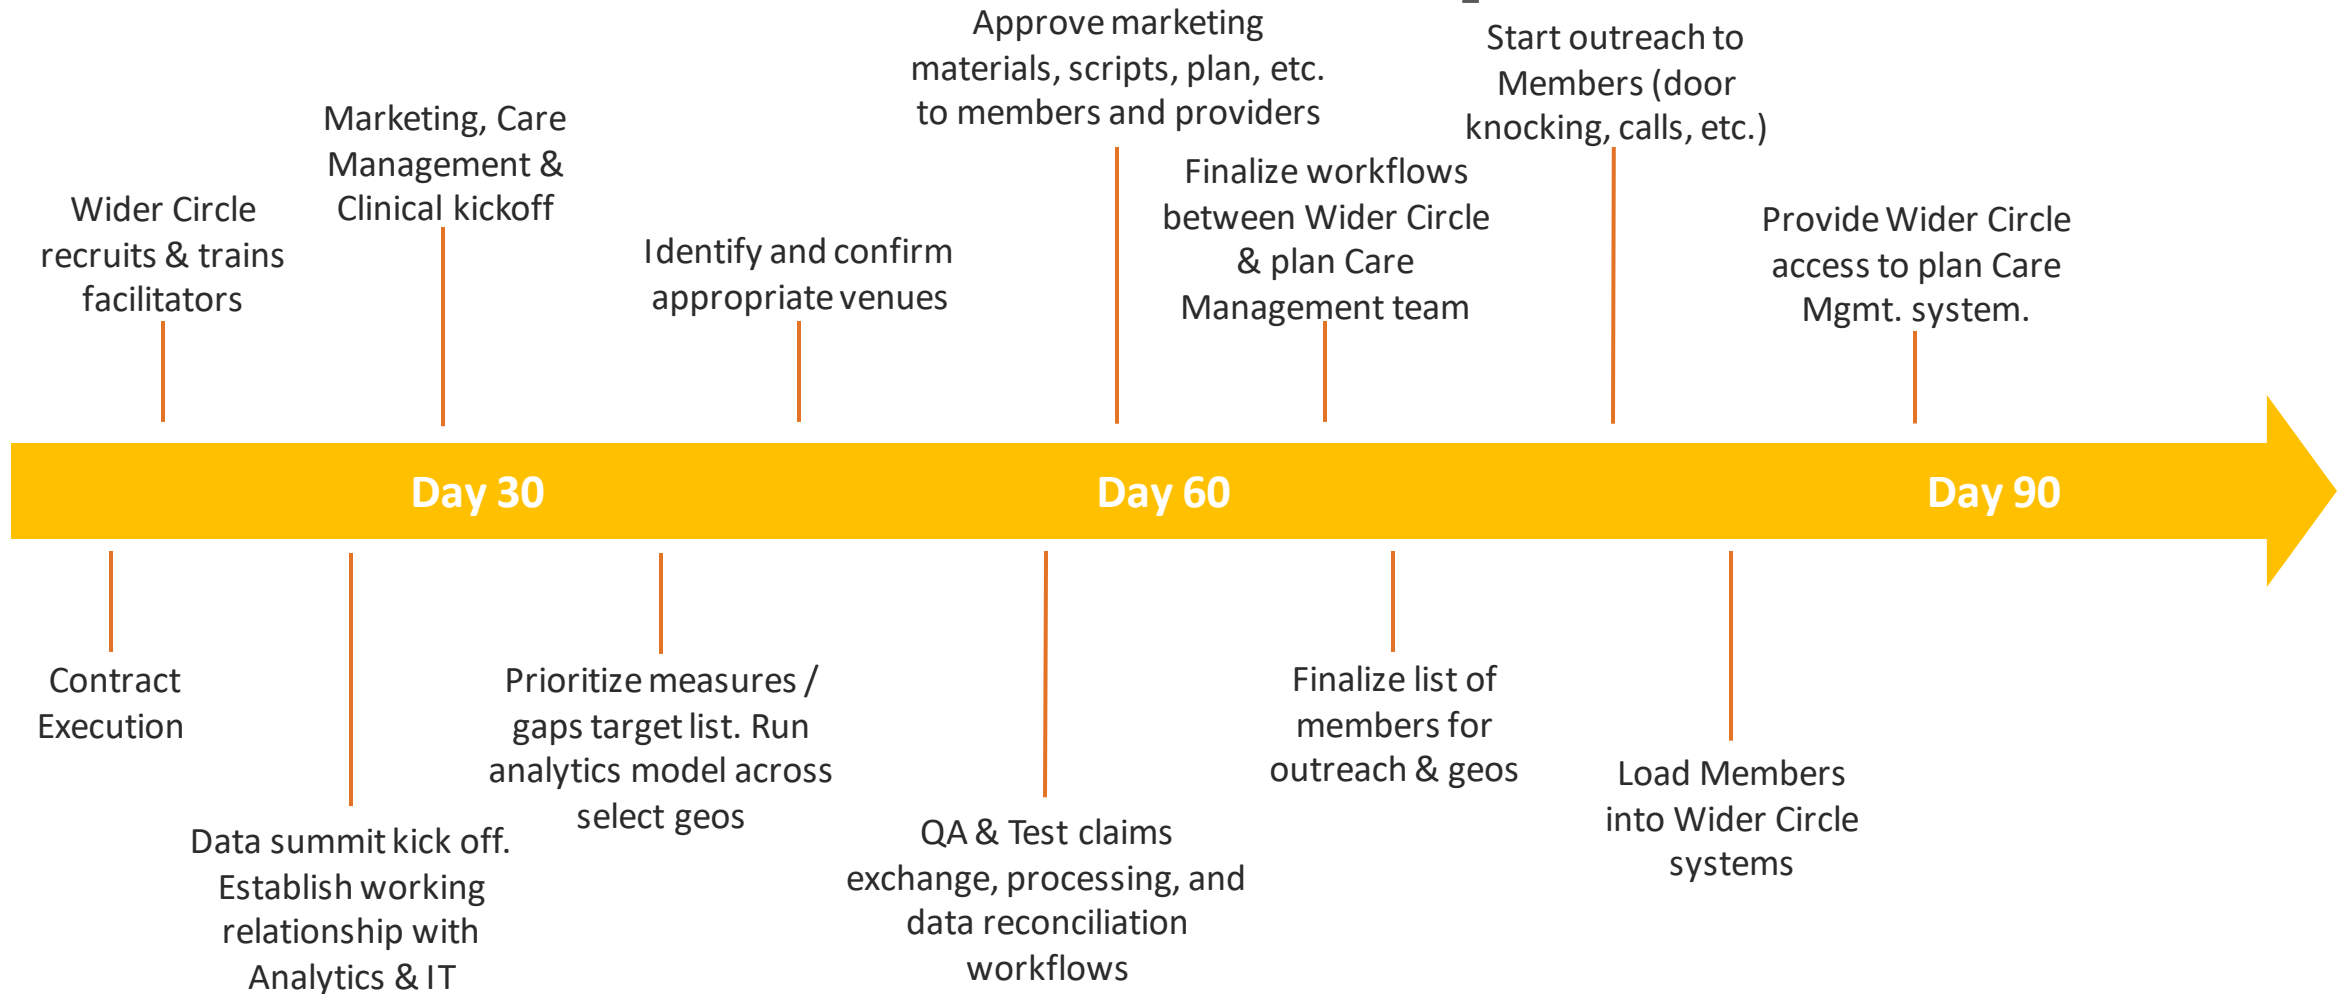 Approve marketing
materials, scripts, plan, etc.
to members and providers
Start outreach to
Members (door
knocking, calls, etc.)
Marketing, Care
Management &
Clinical kickoff
Finalize workflows
between Wider Circle
& plan Care
Management team
Wider Circle
recruits & trains
facilitators
Identify and confirm
appropriate venues
Provide Wider Circle
access to plan Care
Mgmt. system.
Day 30
Day 60
Day 90
Contract
Execution
Prioritize measures /
gaps target list. Run
analytics model across
select geos
Finalize list of
members for
outreach & geos
Load Members
into Wider Circle
systems
Data summit kick off.
Establish working
relationship with
Analytics & IT
QA & Test claims
exchange, processing, and
data reconciliation
workflows